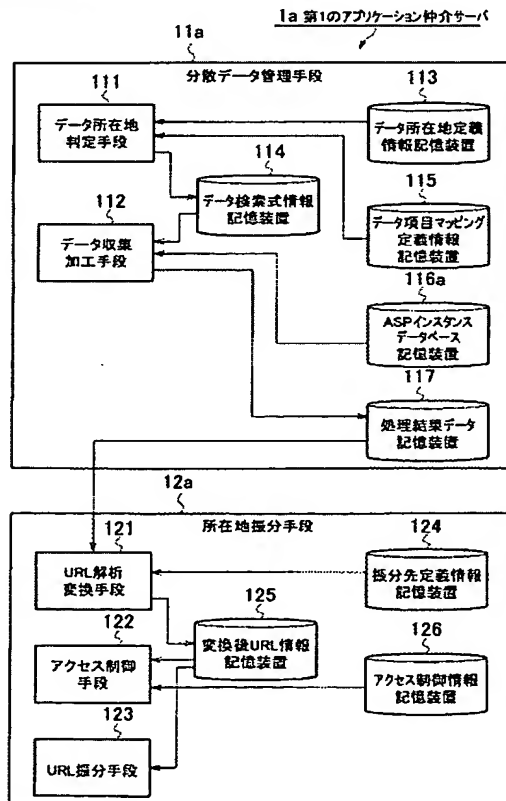 1a 第1のアプリケーション仲介サーバ
11a
分散データ管理手段
111
データ所在地
判定手段
113
データ所在地定義
情報記憶装置
114
データ検索式情報
記憶装置
112
データ収集
加工手段
115
データ項目マッピング
定義情報
記憶装置
116a
ASPインスタンス
データベース
記憶装置
117
処理結果データ
記憶装置
12a
所在地振分手段
121
URL解析
変換手段
124
振分先定義情報
記憶装置
125
変換後URL情報
記憶装置
122
アクセス制御
手段
126
アクセス制御情報
記憶装置
123
URL振分手段